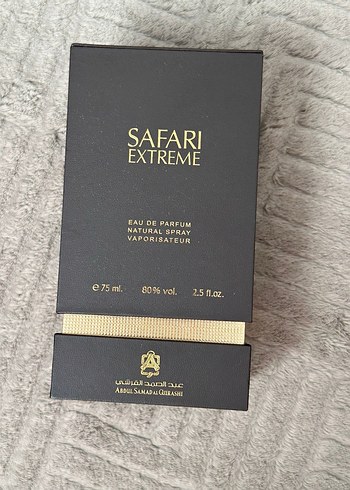 SAFARI
EXTREME
EAU DE PARFUM
NATURAL SPRAY
VAPORISATEUR
e 75 ml. 80% vol. 2.5 fl.oz.
عبد الصمد القرشي
ABDUL SAMAD AL QURASHI